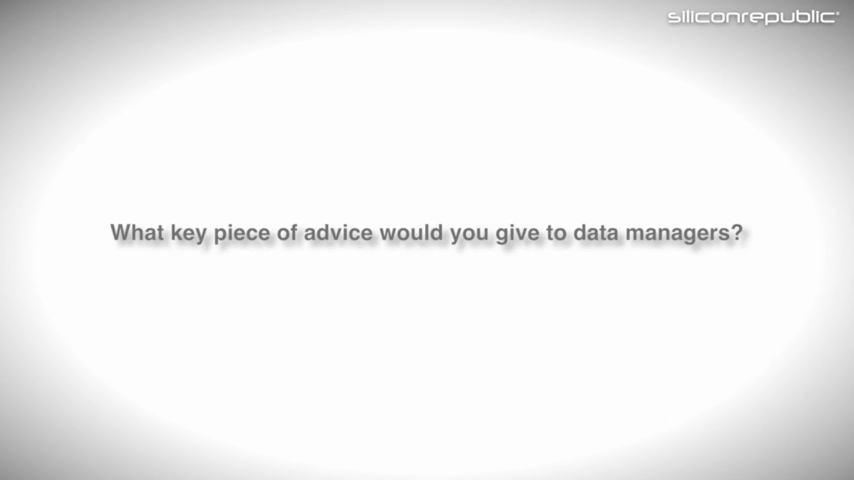 siliconrepublic
What key piece of advice would you give to data managers?